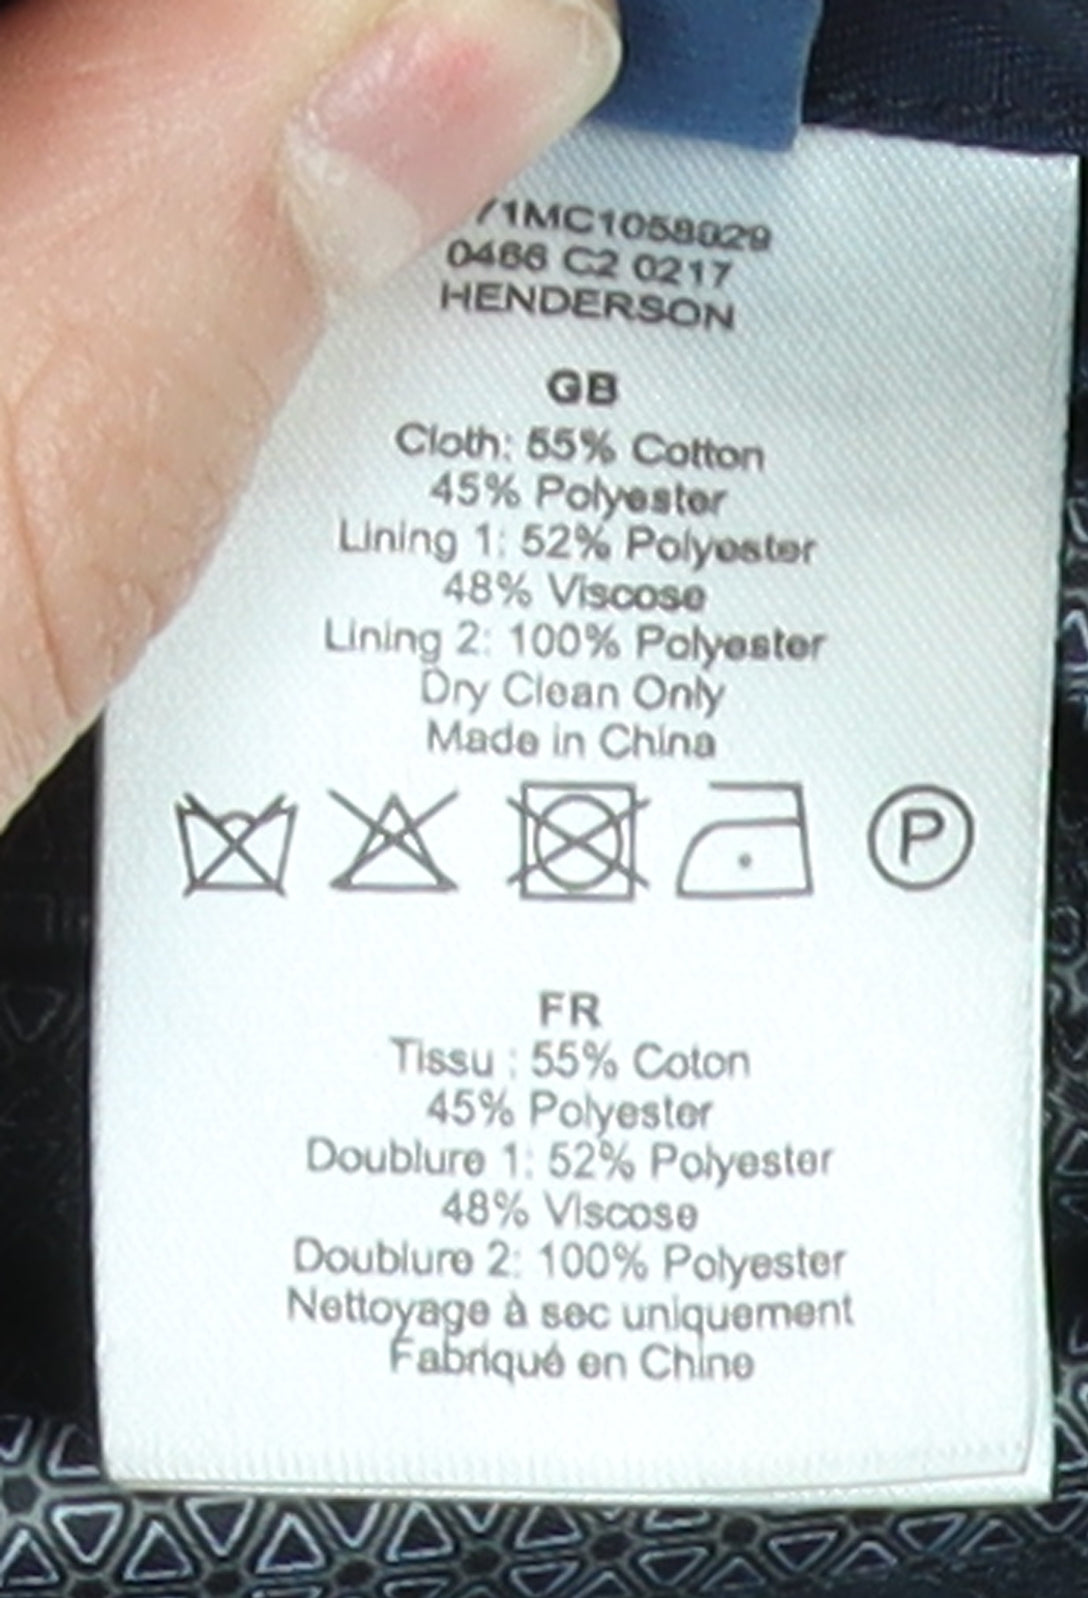 0466 C2 0217
HENDERSON
GB
Cloth: 55% Cotton
45% Polyester
Lining 1: 52% Polyester
48% Viscose
Lining 2: 100% Polyester
Dry Clean Only
Made in China
P
FR
Tissu : 55% Coton
45% Polyester
Doublure 1: 52% Polyester
48% Viscose
Doublure 2: 100% Polyester
Nettoyage à sec uniquement
Fabriqué en Chine